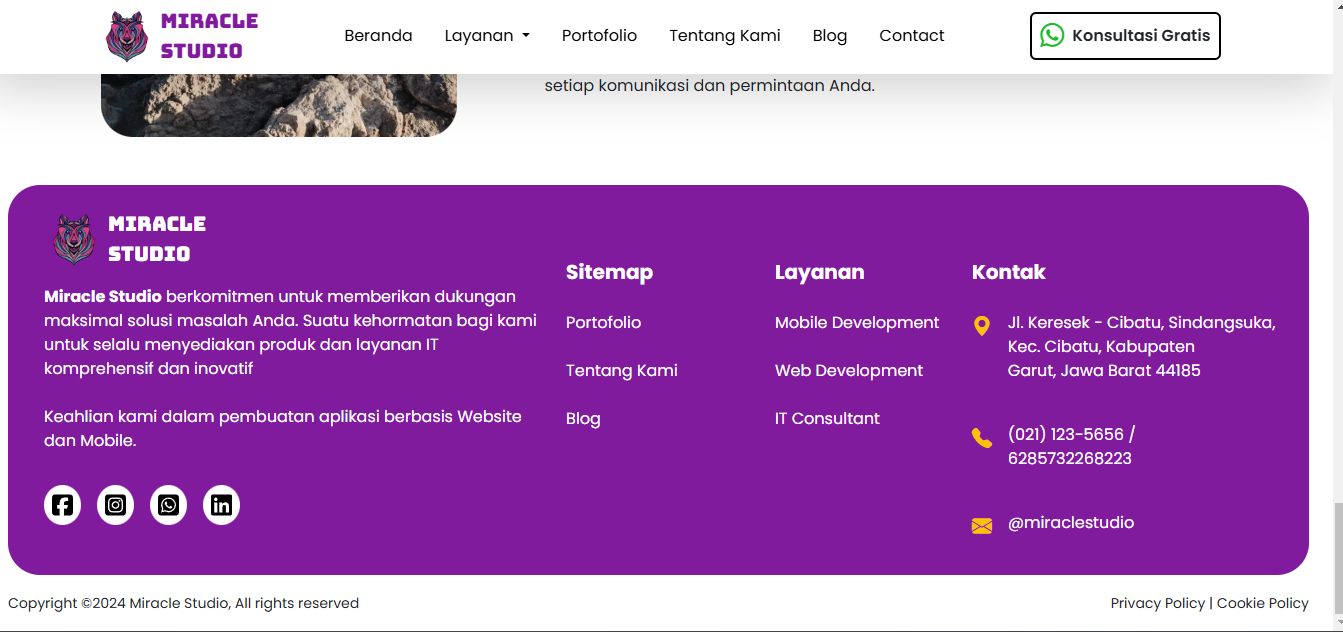 MIRACLE
STUDIO
Beranda
Layanan
Portofolio
Tentang Kami
Blog
Contact
Konsultasi Gratis
setiap komunikasi dan permintaan Anda.
MIRACLE
STUDIO
Miracle Studio berkomitmen untuk memberikan dukungan
maksimal solusi masalah Anda. Suatu kehormatan bagi kami
untuk selalu menyediakan produk dan layanan IT
komprehensif dan inovatif
Keahlian kami dalam pembuatan aplikasi berbasis Website
dan Mobile.
Sitemap
Portofolio
Tentang Kami
Blog
Layanan
Mobile Development
Web Development
IT Consultant
Kontak
Jl. Keresek - Cibatu, Sindangsuka,
Kec. Cibatu, Kabupaten
Garut, Jawa Barat 44185
(021) 123-5656 /
6285732268223
@miraclestudio
Copyright ©2024 Miracle Studio, All rights reserved
Privacy Policy | Cookie Policy